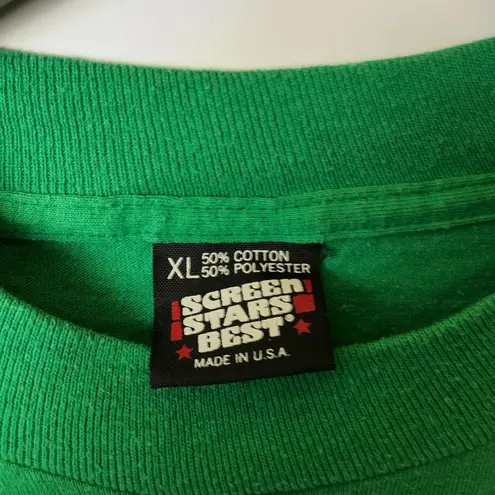 XL 50% COTTON
50% POLYESTER
SCREEN
STARS
BEST®
MADE IN U.S.A.